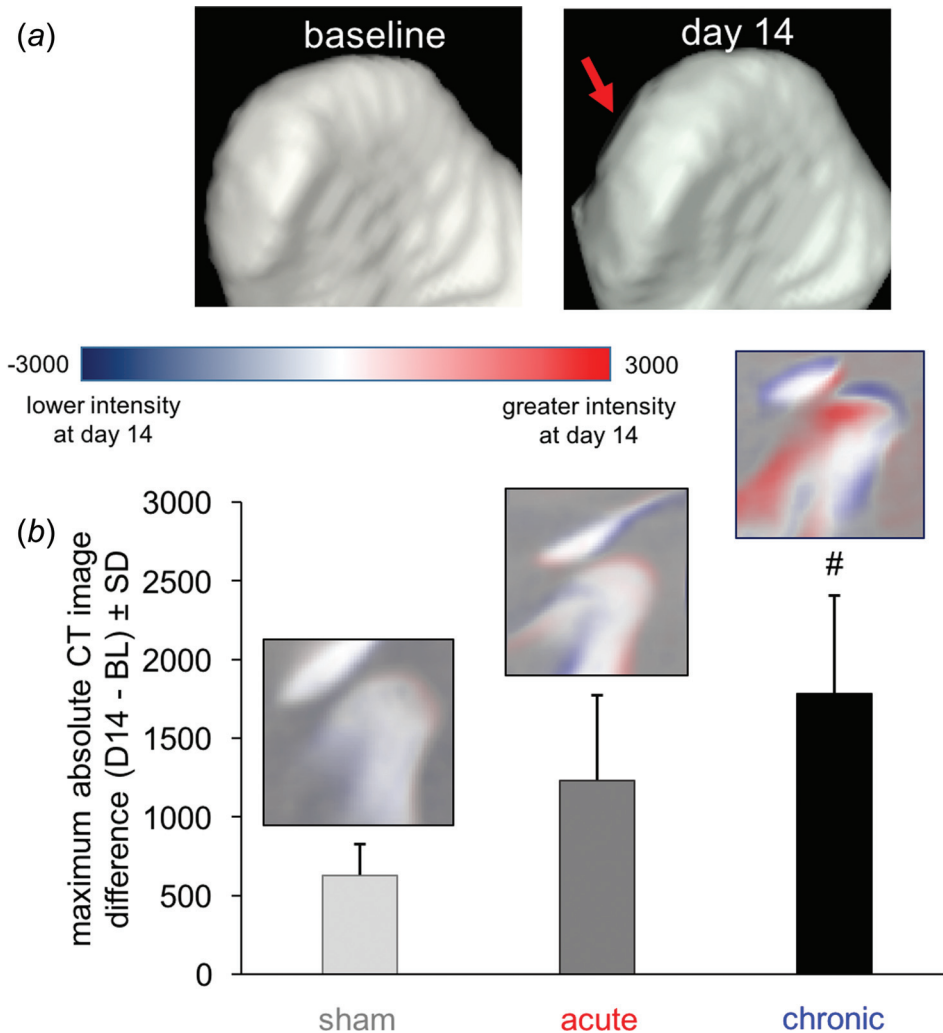 (a)
baseline
day 14
-3000
3000
lower intensity
at day 14
greater intensity
at day 14
(b)
maximum absolute CT image
difference (D14 - BL) ± SD
3000
2500
2000
1500
1000
500
0
#
sham
acute
chronic